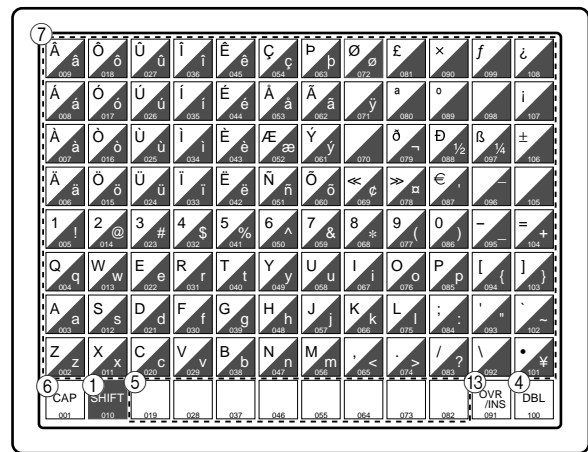 7
Â â Ô ô Û û Î î Ê ê Ç ç Þ þ Ø ø £ × ƒ ¿
009 018 027 036 045 054 063 072 081 090 099 108
Á á Ó ó Ú ú Í í É é Å å Ã ã ÿ ª º ¡
008 017 026 035 044 053 062 071 080 089 098 107
À à Ò ò Ù ù Ì ì È è Æ æ Ý ý ð ¬ Ð ½ ß ¼ ±
007 016 025 034 043 052 061 070 079 088 097 106
Ä ä Ö ö Ü ü Ï ï Ë ë Ñ ñ Õ õ ≪ ¢ ≫ ¤ € ' _
006 015 024 033 042 051 060 069 078 087 096 105
1 ! 2 @ 3 # 4 $ 5 % 6 ^ 7 & 8 * 9 ( 0 ) − _ = +
005 014 023 032 041 050 059 068 077 086 095 104
Q q W w E e R r T t Y y U u I i O o P p [ { ] }
004 013 022 031 040 049 058 067 076 085 094 103
A a S s D d F f G g H h J j K k L l ; : ' " ` ~
003 012 021 030 039 048 057 066 075 084 093 102
Z z X x C c V v B b N n M m , < . > / ? \ • ¥
002 011 020 029 038 047 056 065 074 083 092 101
6 1 5 13 4
CAP SHIFT OVR /INS DBL
001 010 019 028 037 046 055 064 073 082 091 100